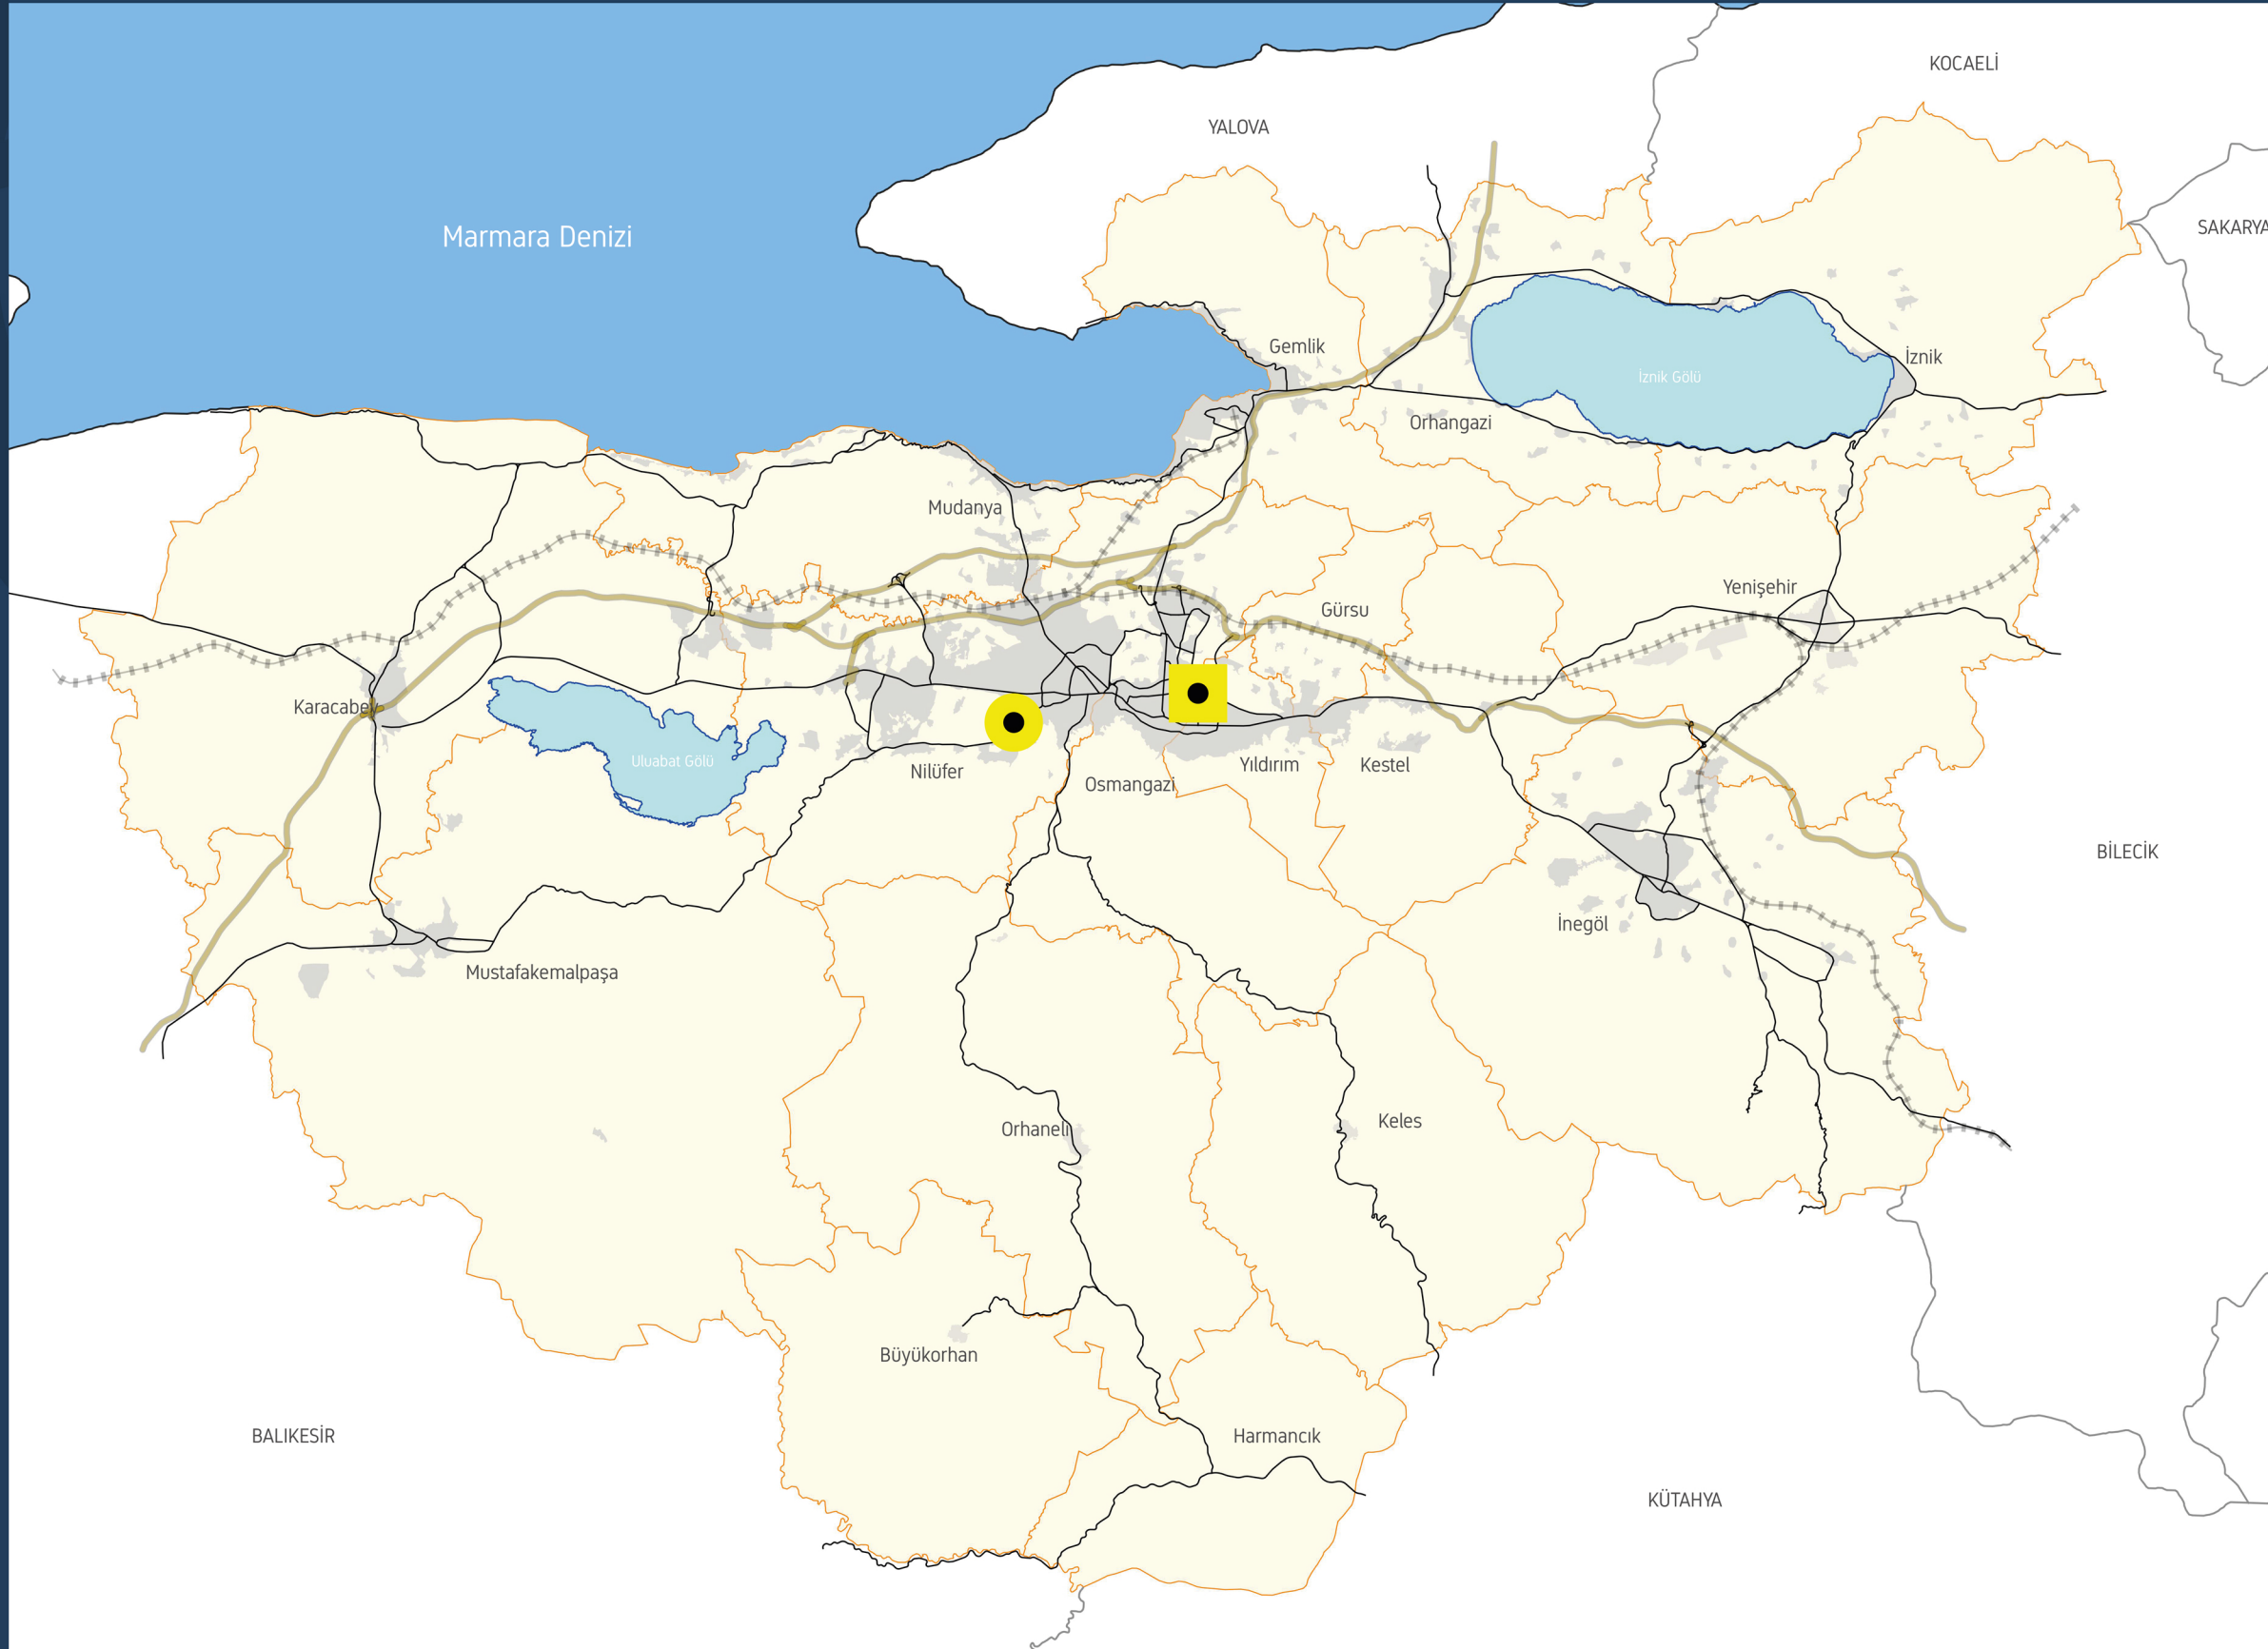 KOCAELİ
YALOVA
SAKARYA
Marmara Denizi
Gemlik
İznik
İznik Gölü
Orhangazi
Mudanya
Yenişehir
Gürsu
Karacabey
Uluabat Gölü
Nilüfer
Osmangazi
Yıldırım
Kestel
BİLECİK
İnegöl
Mustafakemalpaşa
Orhaneli
Keles
Büyükorhan
BALIKESİR
Harmancık
KÜTAHYA